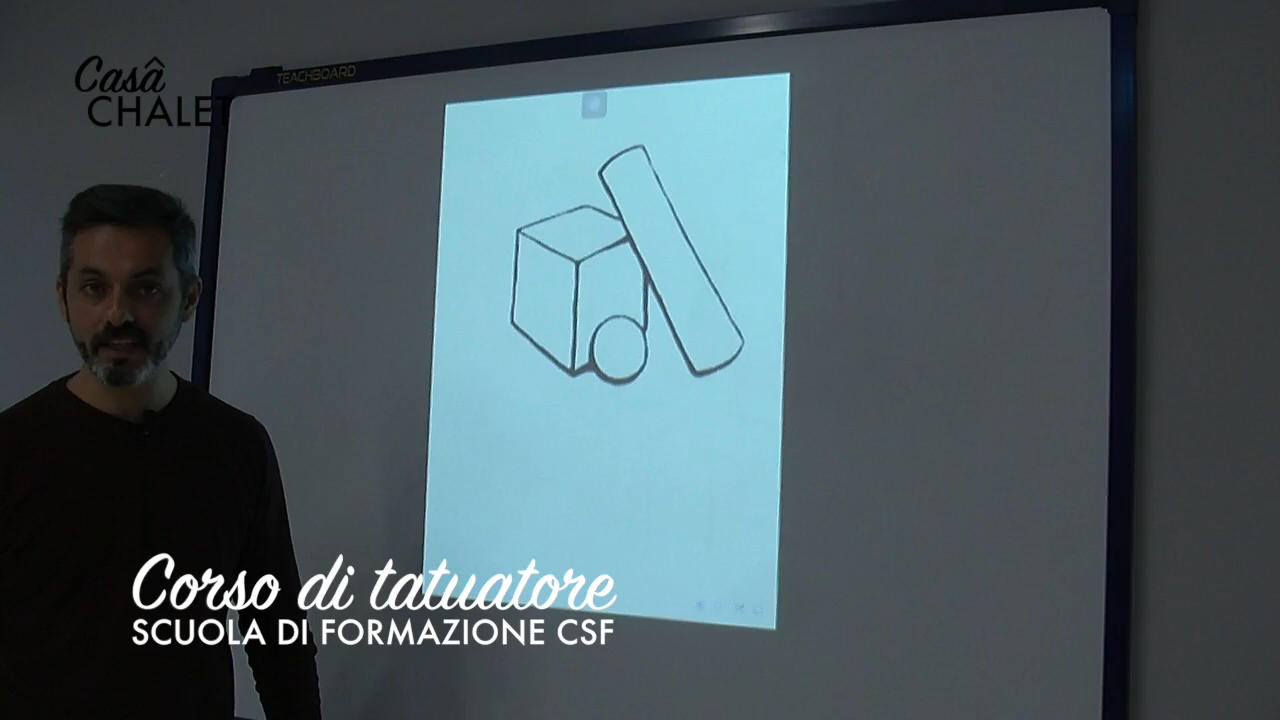 Casâ
CHALET
TEACHBOARD
Corso di tatuatore
SCUOLA DI FORMAZIONE CSF